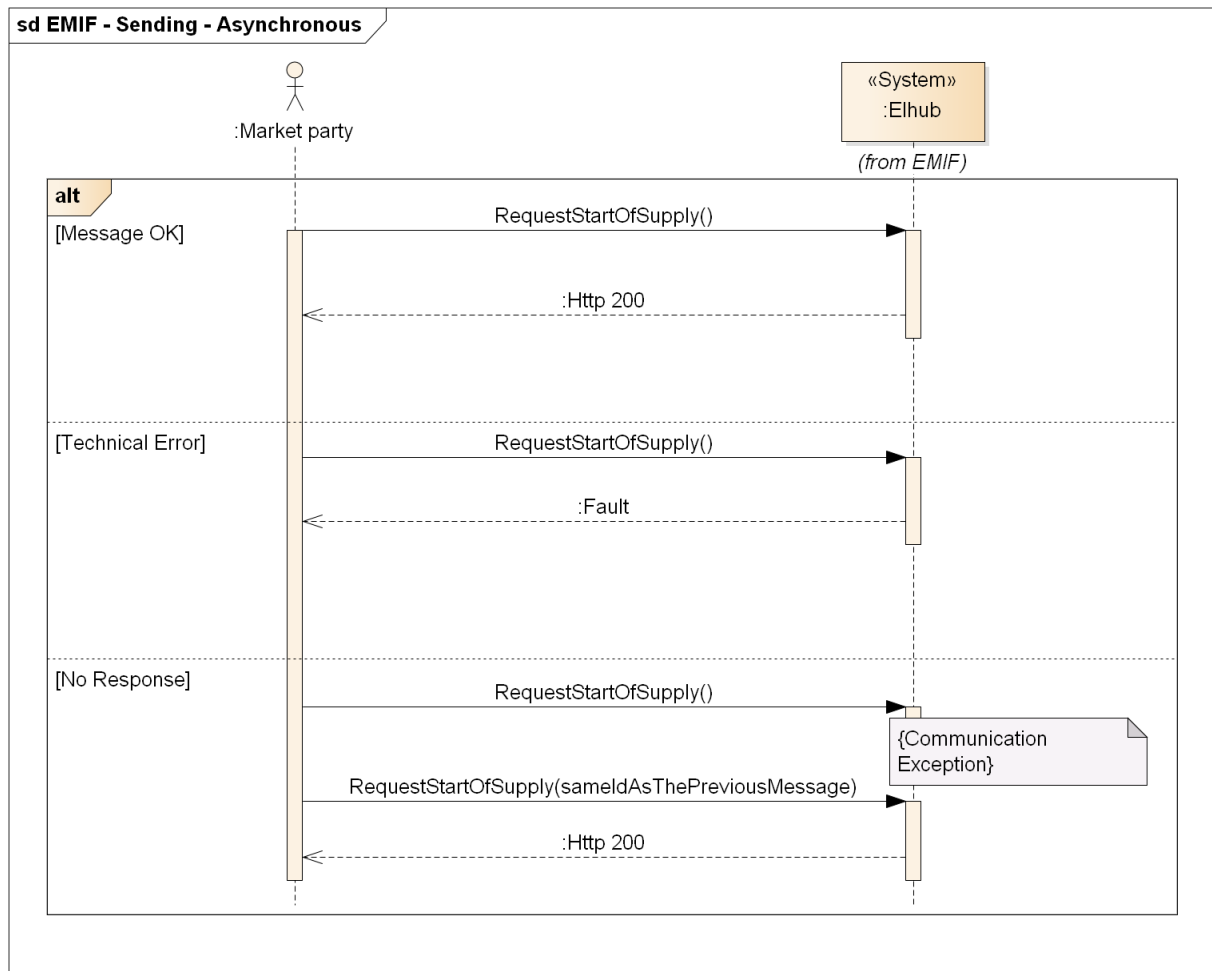 sd EMIF - Sending - Asynchronous
«System»
:Elhub
:Market party
(from EMIF)
alt
[Message OK]
RequestStartOfSupply()
:Http 200
[Technical Error]
RequestStartOfSupply()
:Fault
[No Response]
RequestStartOfSupply()
{Communication
Exception}
RequestStartOfSupply(sameIdAsThePreviousMessage)
:Http 200